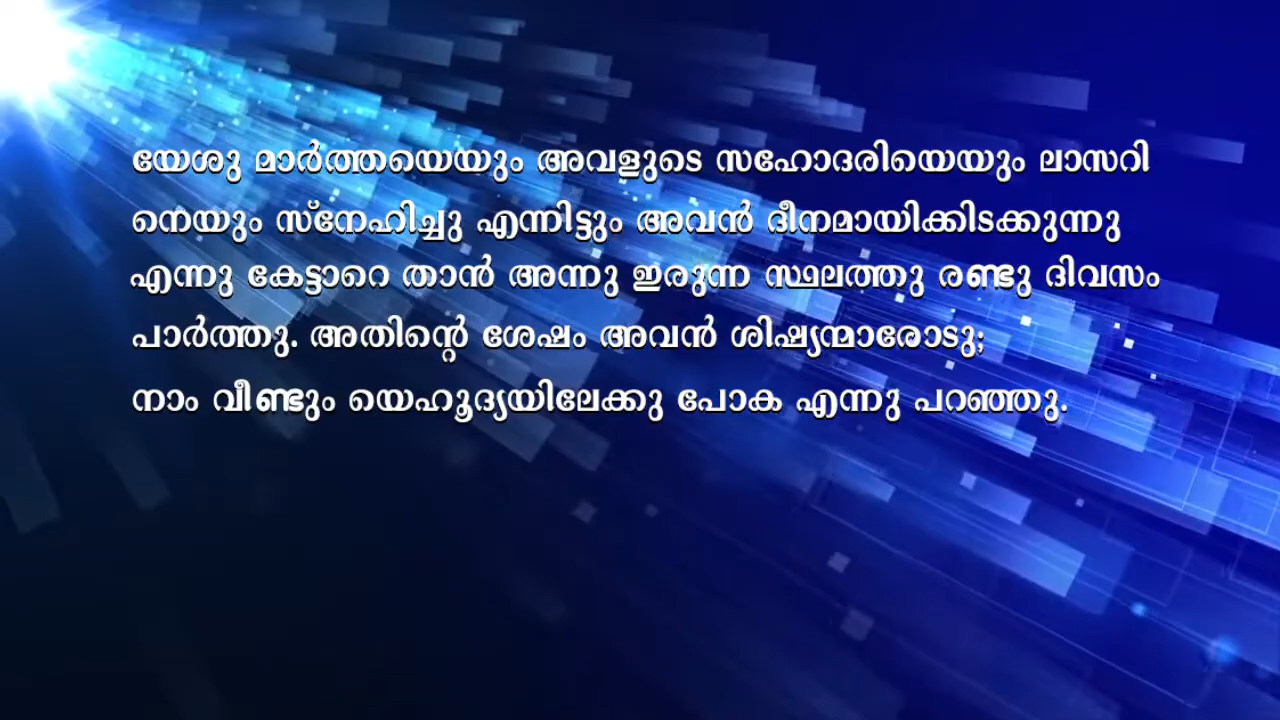 യേശു മാർത്തയെയും അവളുടെ സഹോദരിയെയും ലാസറി
നെയും സ്നേഹിച്ചു എന്നിട്ടും അവൻ ദീനമായിക്കിടക്കുന്നു
എന്നു കേട്ടാറെ താൻ അന്നു ഇരുന്ന സ്ഥലത്തു രണ്ടു ദിവസം
പാർത്തു. അതിന്റെ ശേഷം അവൻ ശിഷ്യന്മാരോടു;
നാം വീണ്ടും യെഹൂദ്യയിലേക്കു പോക എന്നു പറഞ്ഞു.